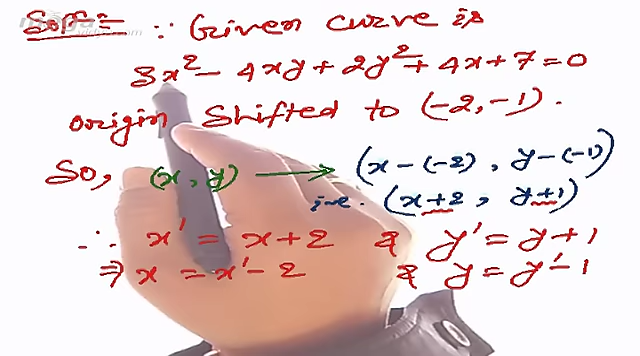 Sol:- ∵ Given curve is
3x² - 4xy + 2y² + 4x + 7 = 0
origin shifted to (-2, -1).
So, (x, y) → (x-(-2), y-(-1))
i.e. (x+2, y+1)
∴ x' = x+2 & y' = y+1
⇒ x = x'-2 & y = y'-1